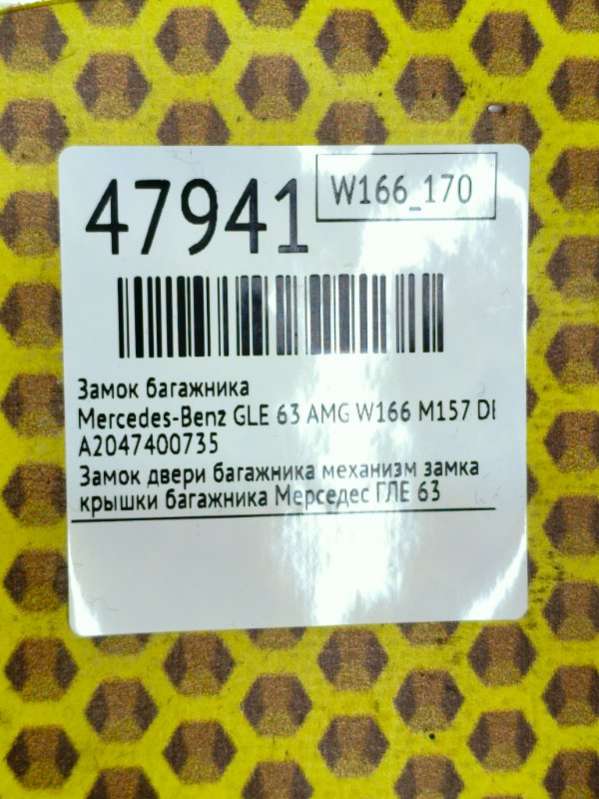 47941
W166_170
Замок багажника
Mercedes-Benz GLE 63 AMG W166 M157 DE
A2047400735
Замок двери багажника механизм замка
крышки багажника Мерседес ГЛЕ 63